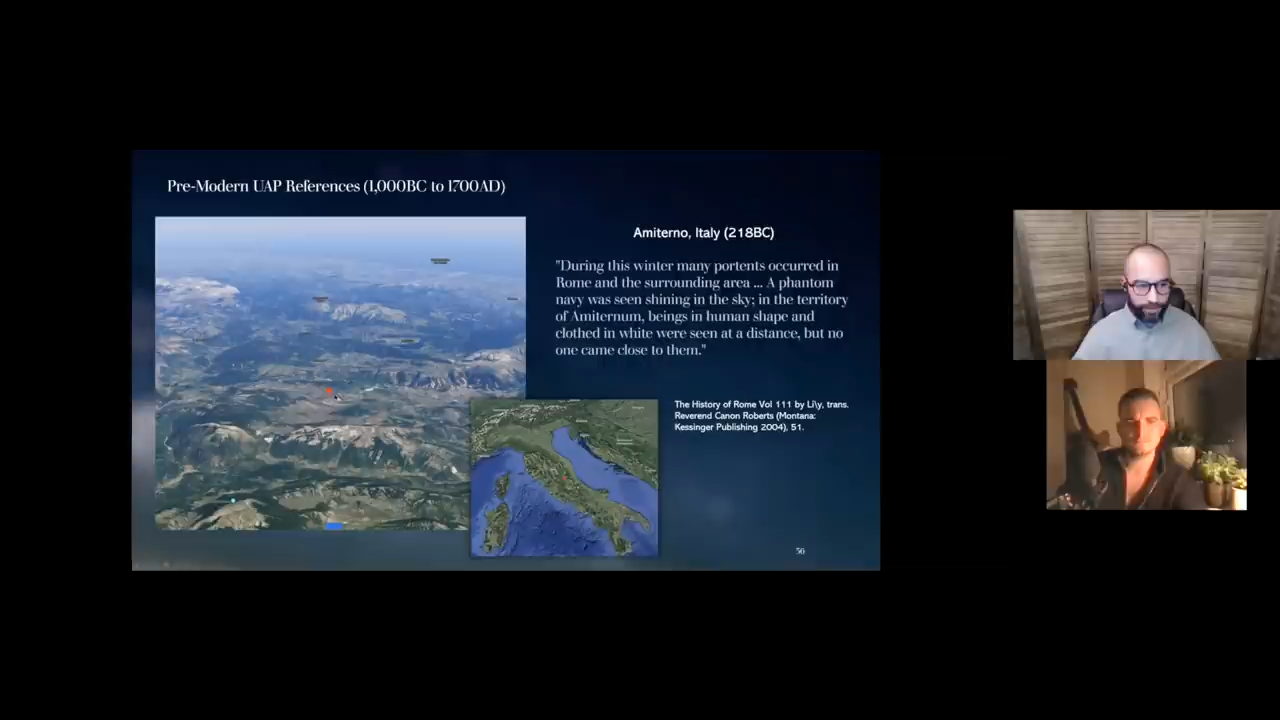 Pre-Modern UAP References (1,000BC to 1700AD)
Amiterno, Italy (218BC)
"During this winter many portents occurred in
Rome and the surrounding area ... A phantom
navy was seen shining in the sky; in the territory
of Amiternum, beings in human shape and
clothed in white were seen at a distance, but no
one came close to them."
The History of Rome Vol 111 by Li\y, trans.
Reverend Canon Roberts (Montana:
Kessinger Publishing 2004), 51.
56